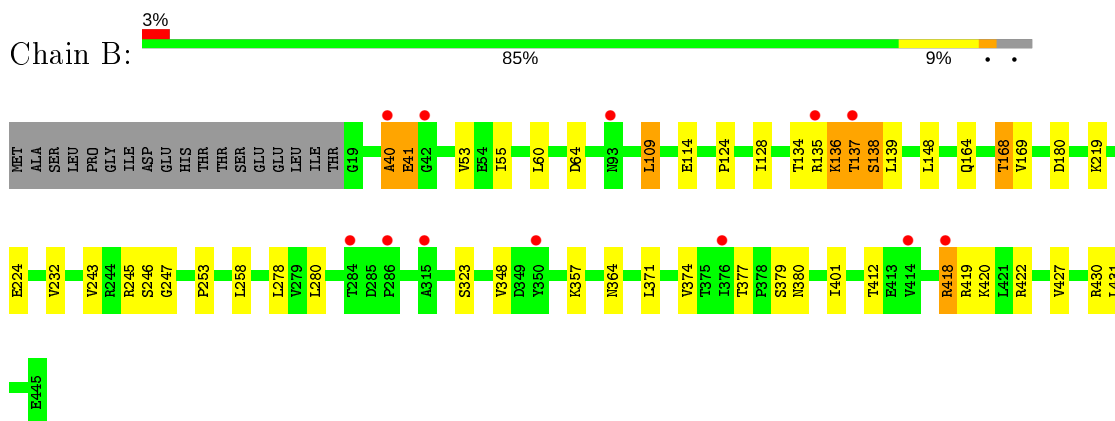 3%
Chain B:
85% 9% • •
MET ALA SER LEU PRO GLY ILE ASP GLU HIS THR THR SER GLU GLU LEU ILE THR G19 A40 E41 G42 V53 E54 I55 L60 D64 N93 L109 E114 P124 I128 T134 R135 K136 T137 S138 L139 L148 Q164 T168 V169 D180 K219
E224 V232 V243 R244 R245 S246 G247 P253 L258 L278 V279 L280 T284 D285 P286 A315 S323 V348 D349 Y350 K357 N364 L371 V374 T375 I376 T377 P378 S379 N380 I401 T412 E413 V414 R418 R419 K420 L421 R422 V427 R430 L431
E445